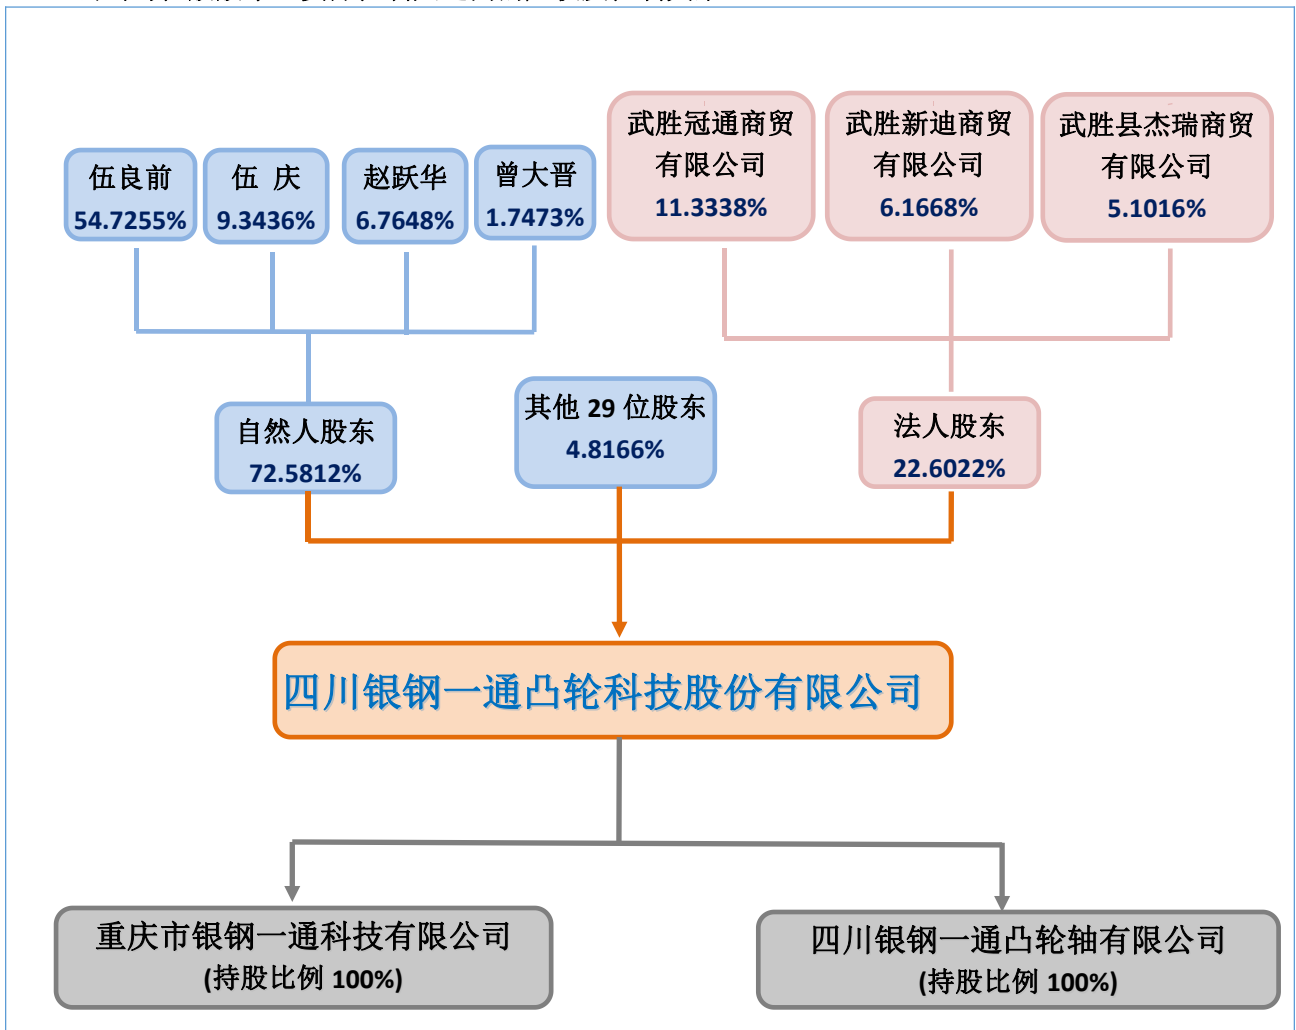 伍良前
54.7255%
伍 庆
9.3436%
赵跃华
6.7648%
曾大晋
1.7473%
武胜冠通商贸
有限公司
11.3338%
武胜新迪商贸
有限公司
6.1668%
武胜县杰瑞商贸
有限公司
5.1016%
自然人股东
72.5812%
其他 29 位股东
4.8166%
法人股东
22.6022%
四川银钢一通凸轮科技股份有限公司
重庆市银钢一通科技有限公司
(持股比例 100%)
四川银钢一通凸轮轴有限公司
(持股比例 100%)